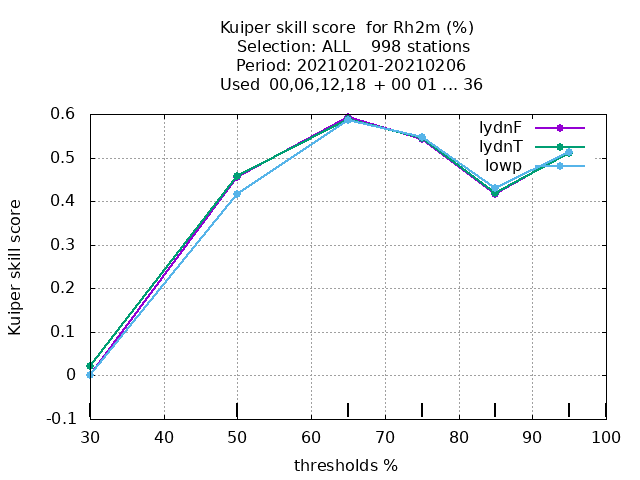 Kuiper skill score  for Rh2m (%)
Selection: ALL    998 stations
Period: 20210201-20210206
Used  00,06,12,18  + 00 01 ... 36
0.6
0.5
0.4
0.3
0.2
0.1
0
-0.1
Kuiper skill score
lydnF
lydnT
lowp
30 40 50 60 70 80 90 100
thresholds %